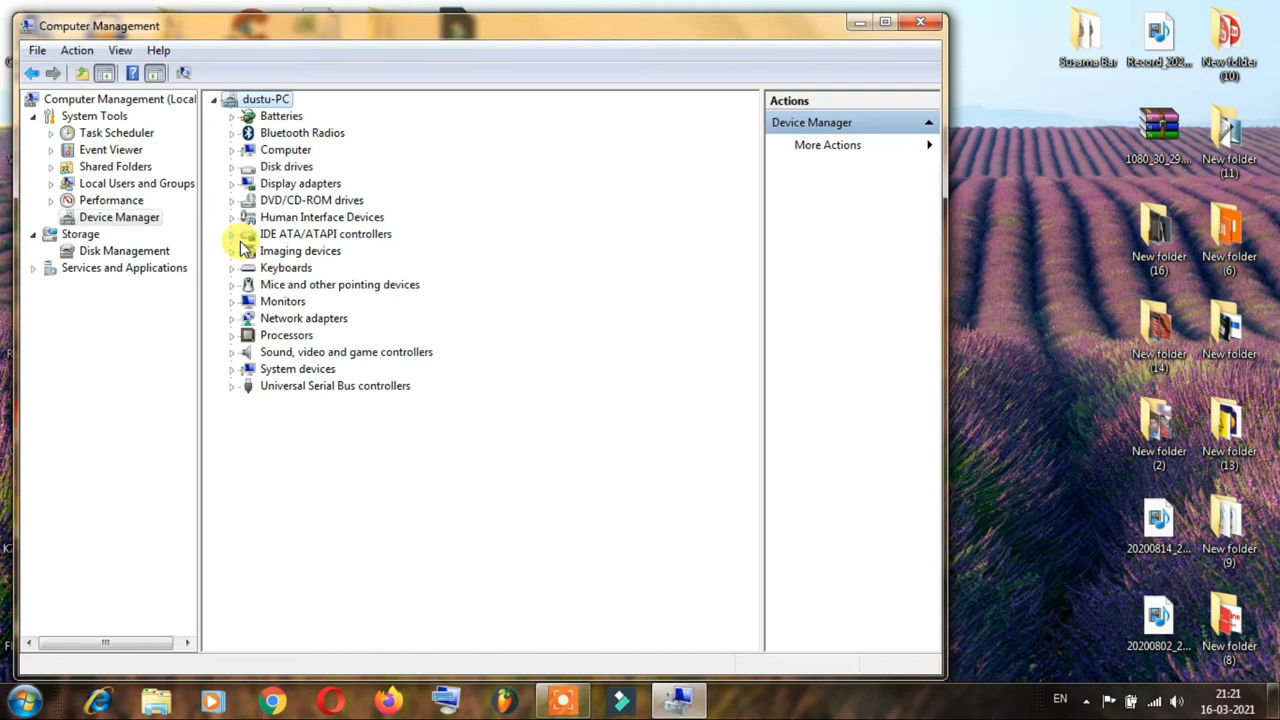 Computer Management
File Action View Help
Computer Management (Local
System Tools
Task Scheduler
Event Viewer
Shared Folders
Local Users and Groups
Performance
Device Manager
Storage
Disk Management
Services and Applications
dustu-PC
Batteries
Bluetooth Radios
Computer
Disk drives
Display adapters
DVD/CD-ROM drives
Human Interface Devices
IDE ATA/ATAPI controllers
Imaging devices
Keyboards
Mice and other pointing devices
Monitors
Network adapters
Processors
Sound, video and game controllers
System devices
Universal Serial Bus controllers
Actions
Device Manager
More Actions
Susama Bar
Record_202...
New folder
(10)
1080_30_29....
New folder
(11)
New folder
(16)
New folder
(6)
New folder
(14)
New folder
New folder
(2)
New folder
(13)
20200814_2...
New folder
(9)
20200802_2...
New folder
(8)
EN
21:21
16-03-2021